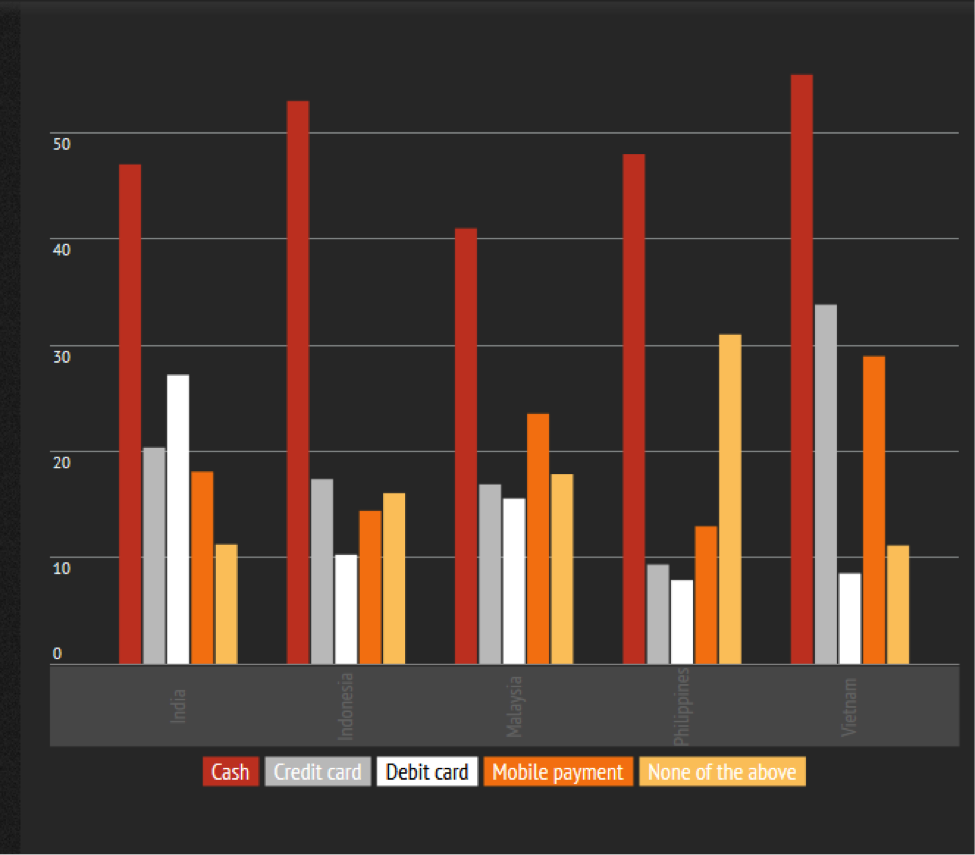 50
40
30
20
10
0
India
Indonesia
Malaysia
Philippines
Vietnam
Cash Credit card Debit card Mobile payment None of the above